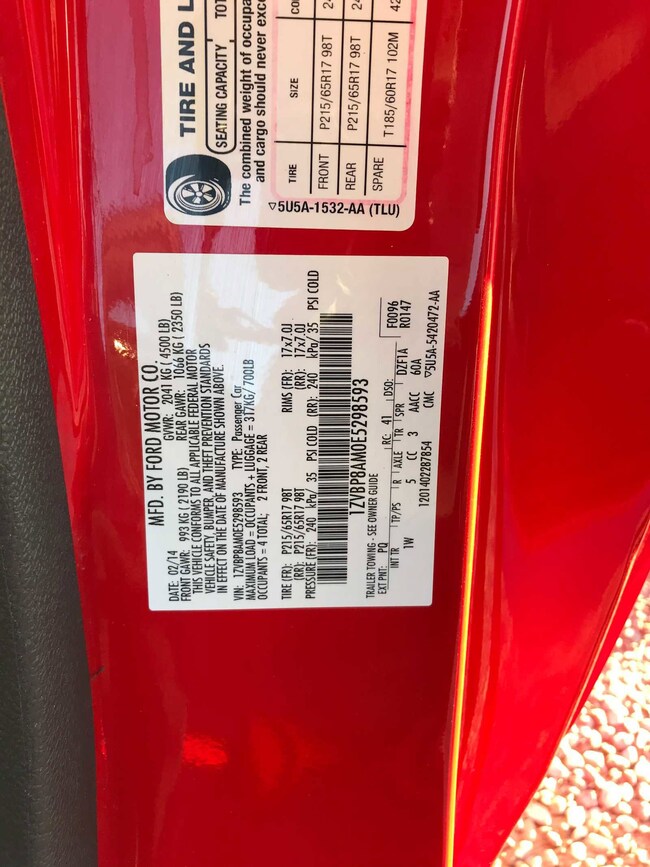 TIRE AND L
SEATING CAPACITY TOT
The combined weight of occupa
and cargo should never exce
TIRE SIZE CO
FRONT P215/65R17 98T 24
REAR P215/65R17 98T 24
SPARE T185/60R17 102M 42
▽5U5A-1532-AA (TLU)
MFD. BY FORD MOTOR CO.
DATE: 02/14 GVWR: 2041 KG ( 4500 LB)
FRONT GAWR: 993 KG ( 2190 LB) REAR GAWR: 1066 KG ( 2350 LB)
THIS VEHICLE CONFORMS TO ALL APPLICABLE FEDERAL MOTOR
VEHICLE SAFETY, BUMPER, AND THEFT PREVENTION STANDARDS
IN EFFECT ON THE DATE OF MANUFACTURE SHOWN ABOVE.
VIN: 1ZVBP8AM0E5298593 TYPE: Passenger Car
MAXIMUM LOAD = OCCUPANTS + LUGGAGE = 317KG/700LB
OCCUPANTS = 4 TOTAL; 2 FRONT, 2 REAR
TIRE (FR): P215/65R17 98T RIMS (FR): 17x7.0J
(RR): P215/65R17 98T (RR): 17x7.0J
PRESSURE (FR): 240 kPa/ 35 PSI COLD (RR): 240 kPa/ 35 PSI COLD
1ZVBP8AM0E5298593
TRAILER TOWING - SEE OWNER GUIDE
EXT PNT: PQ RC: 41 DSO: F0096
R0147
INT TR TP/PS R AXLE TR SPR DZF1A
1W 5 CC 3 AACC 60A
1201402287854 CMC ▽5U5A-5420472-AA